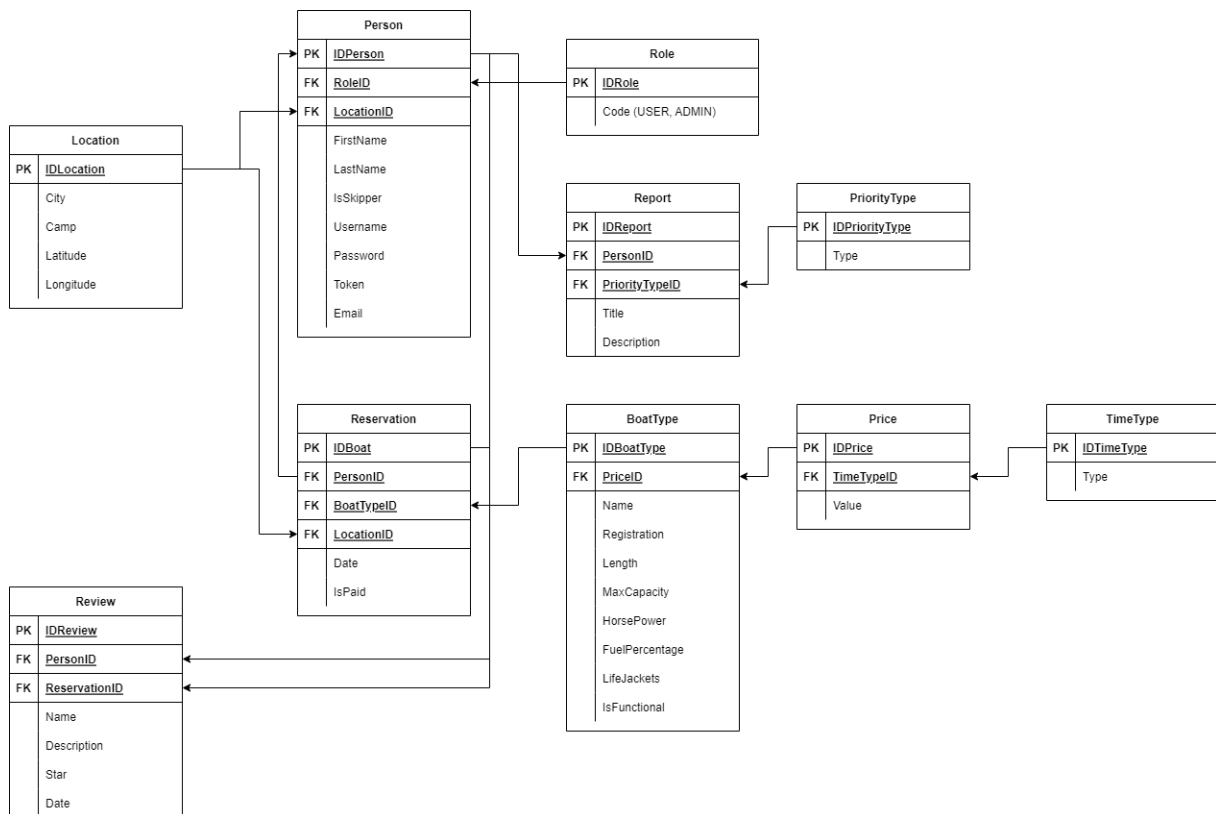 Person
PK IDPerson
FK RoleID
FK LocationID
FirstName
LastName
IsSkipper
Username
Password
Token
Email
Role
PK IDRole
Code (USER, ADMIN)
Location
PK IDLocation
City
Camp
Latitude
Longitude
Report
PK IDReport
FK PersonID
FK PriorityTypeID
Title
Description
PriorityType
PK IDPriorityType
Type
Reservation
PK IDBoat
FK PersonID
FK BoatTypeID
FK LocationID
Date
IsPaid
BoatType
PK IDBoatType
FK PriceID
Name
Registration
Length
MaxCapacity
HorsePower
FuelPercentage
LifeJackets
IsFunctional
Price
PK IDPrice
FK TimeTypeID
Value
TimeType
PK IDTimeType
Type
Review
PK IDReview
FK PersonID
FK ReservationID
Name
Description
Star
Date